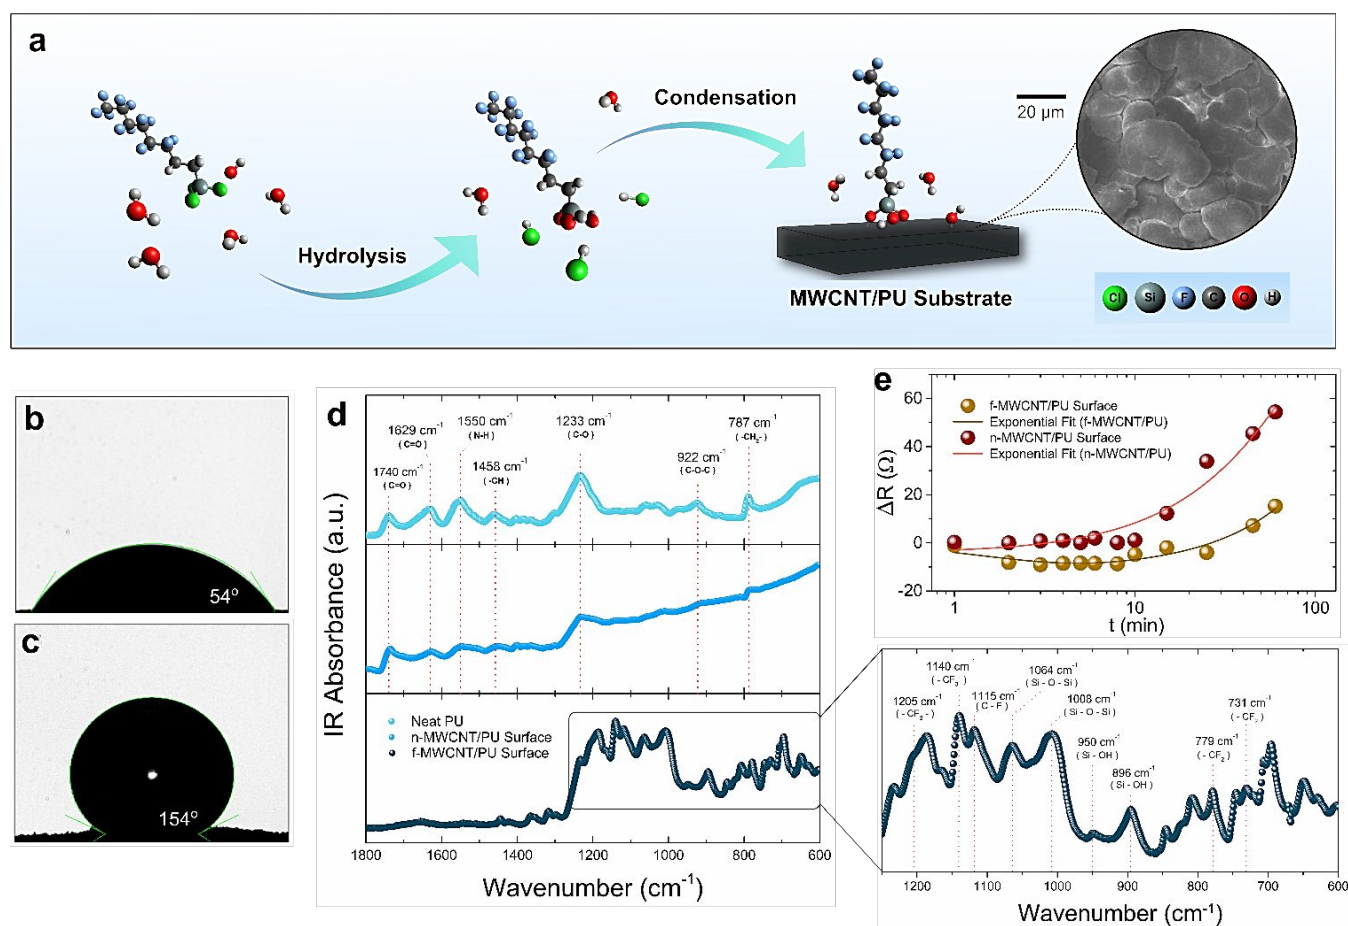 a
Hydrolysis
Condensation
20 μm
MWCNT/PU Substrate
Cl Si F C O H
b
54°
c
154°
d
1740 cm⁻¹
( C=O )
1629 cm⁻¹
( C=O )
1550 cm⁻¹
( N-H )
1458 cm⁻¹
( -CH )
1233 cm⁻¹
( C-O )
922 cm⁻¹
( C-O-C )
787 cm⁻¹
( -CH₂- )
IR Absorbance (a.u.)
Neat PU
n-MWCNT/PU Surface
f-MWCNT/PU Surface
1800 1600 1400 1200 1000 800 600
Wavenumber (cm⁻¹)
e
f-MWCNT/PU Surface
Exponential Fit (f-MWCNT/PU)
n-MWCNT/PU Surface
Exponential Fit (n-MWCNT/PU)
ΔR (Ω)
60
40
20
0
-20
1 10 100
t (min)
1205 cm⁻¹
( - CF₂ - )
1140 cm⁻¹
( - CF₃ )
1115 cm⁻¹
( C - F )
1064 cm⁻¹
( Si - O - Si )
1008 cm⁻¹
( Si - O - Si )
950 cm⁻¹
( Si - OH )
896 cm⁻¹
( Si - OH )
779 cm⁻¹
( - CF₂ )
731 cm⁻¹
( - CF₂ )
1200 1100 1000 900 800 700 600
Wavenumber (cm⁻¹)